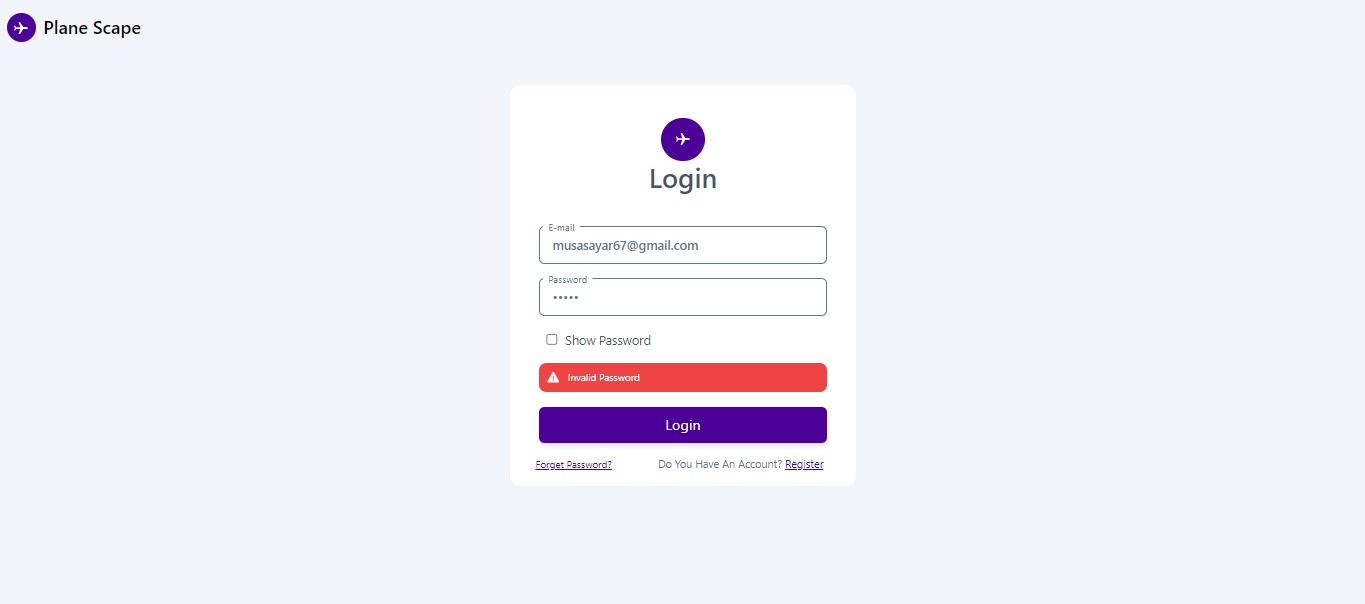 Plane Scape
Login
E-mail
musasayar67@gmail.com
Password
•••••
Show Password
Invalid Password
Login
Forget Password? Do You Have An Account? Register